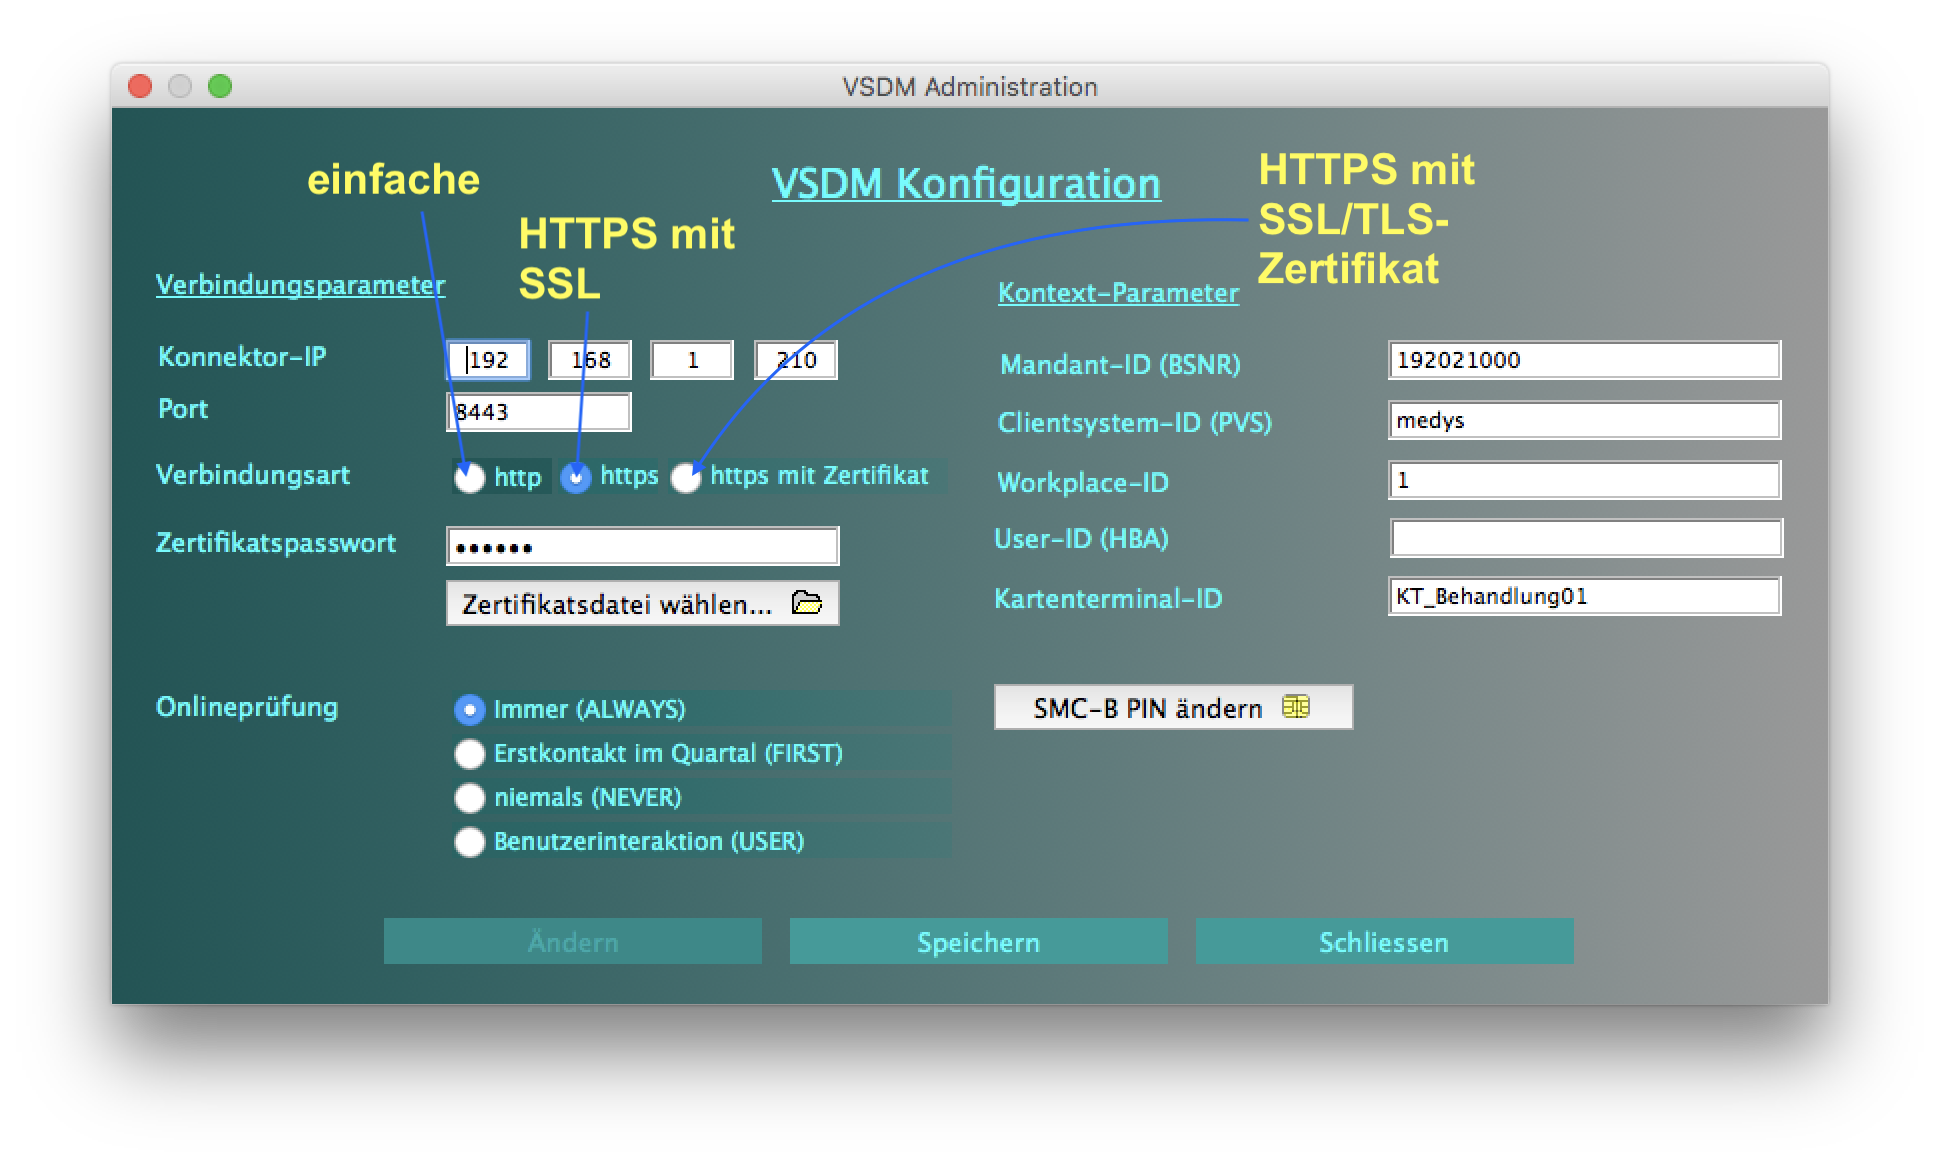 VSDM Administration
einfache
VSDM Konfiguration
HTTPS mit
SSL/TLS-
Zertifikat
HTTPS mit
SSL
Verbindungsparameter
Kontext-Parameter
Konnektor-IP 192 168 1 210
Mandant-ID (BSNR) 192021000
Port 8443
Clientsystem-ID (PVS) medys
Verbindungsart http https https mit Zertifikat
Workplace-ID 1
Zertifikatspasswort ••••••
User-ID (HBA)
Zertifikatsdatei wählen...
Kartenterminal-ID KT_Behandlung01
Onlineprüfung Immer (ALWAYS)
SMC-B PIN ändern
Erstkontakt im Quartal (FIRST)
niemals (NEVER)
Benutzerinteraktion (USER)
Ändern Speichern Schliessen